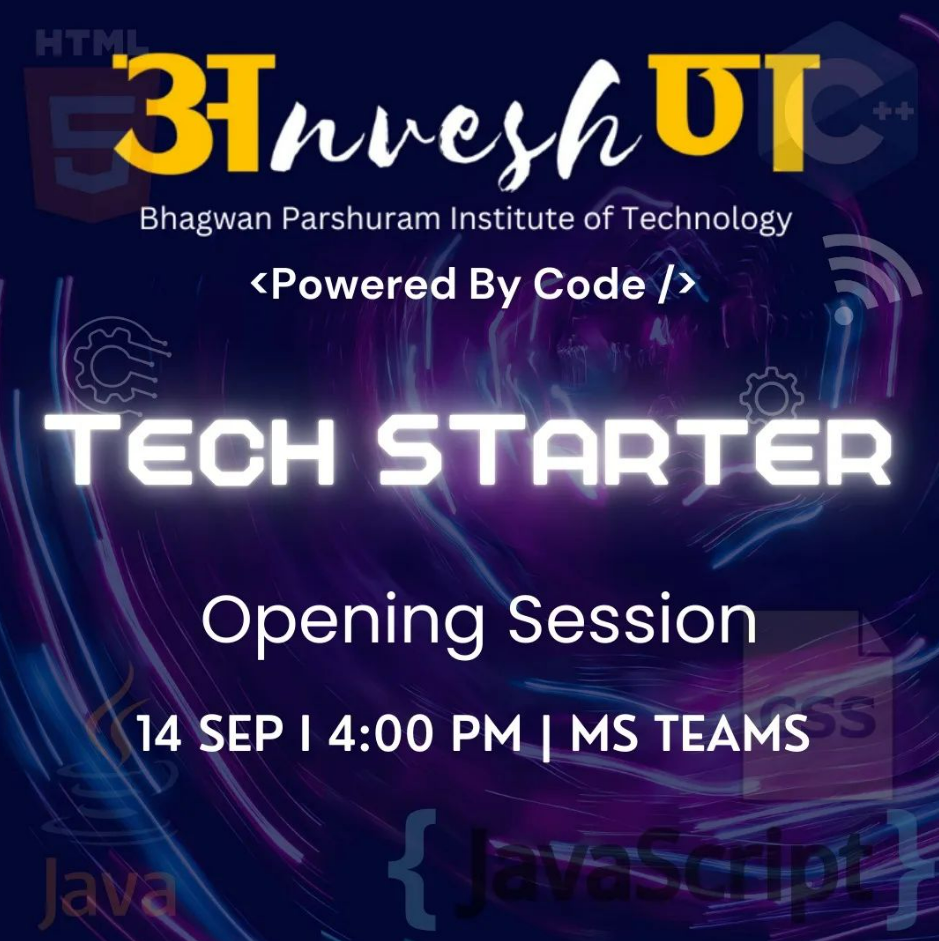 HTML
5
अnveshण
C++
Bhagwan Parshuram Institute of Technology
<Powered By Code />
TECH STARTER
Opening Session
14 SEP I 4:00 PM | MS TEAMS
CSS
{ JavaScript }
Java